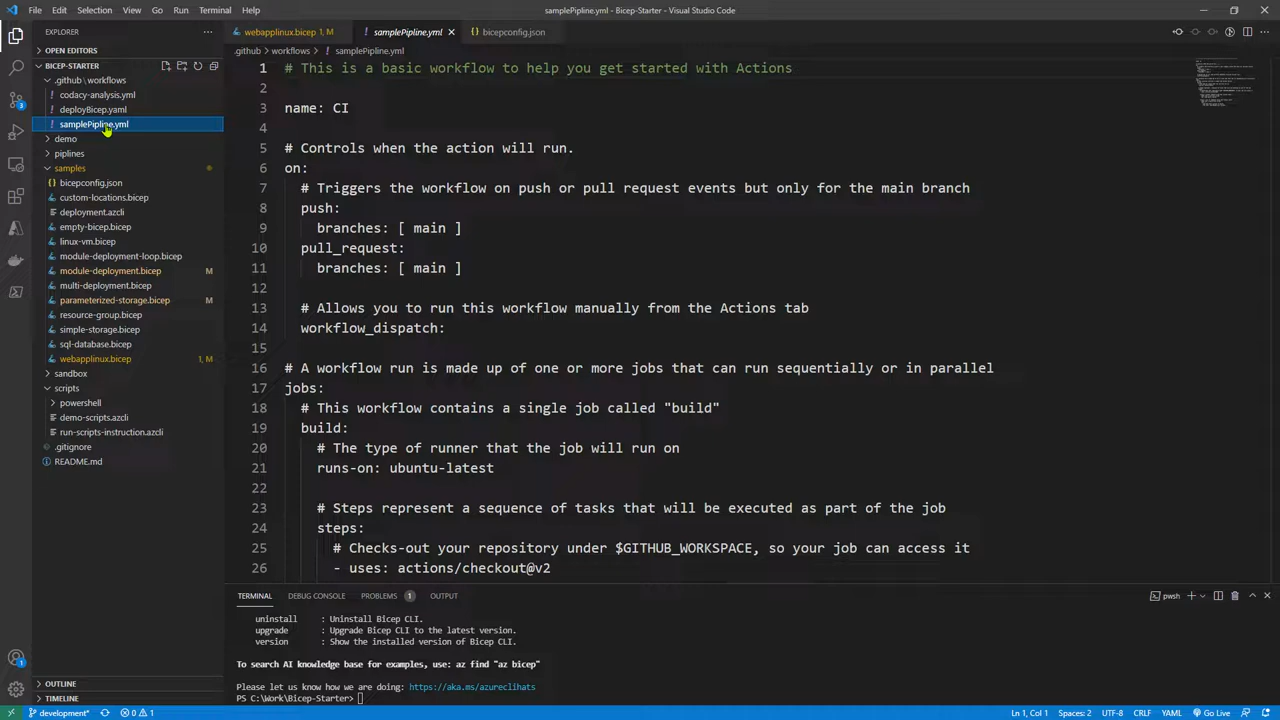 File Edit Selection View Go Run Terminal Help
samplePipline.yml - Bicep-Starter - Visual Studio Code
EXPLORER
OPEN EDITORS
BICEP-STARTER
.github \ workflows
codacy-analysis.yml
deployBicep.yaml
samplePipline.yml
demo
piplines
samples
bicepconfig.json
custom-locations.bicep
deployment.azcli
empty-bicep.bicep
linux-vm.bicep
module-deployment-loop.bicep
module-deployment.bicep M
multi-deployment.bicep
parameterized-storage.bicep M
resource-group.bicep
simple-storage.bicep
sql-database.bicep
webapplinux.bicep 1, M
sandbox
scripts
powershell
demo-scripts.azcli
run-scripts-instruction.azcli
.gitignore
README.md
OUTLINE
TIMELINE
3
1
webapplinux.bicep 1, M
samplePipline.yml
bicepconfig.json
.github > workflows > samplePipline.yml
1 # This is a basic workflow to help you get started with Actions
2
3 name: CI
4
5 # Controls when the action will run.
6 on:
7 # Triggers the workflow on push or pull request events but only for the main branch
8 push:
9 branches: [ main ]
10 pull_request:
11 branches: [ main ]
12
13 # Allows you to run this workflow manually from the Actions tab
14 workflow_dispatch:
15
16 # A workflow run is made up of one or more jobs that can run sequentially or in parallel
17 jobs:
18 # This workflow contains a single job called "build"
19 build:
20 # The type of runner that the job will run on
21 runs-on: ubuntu-latest
22
23 # Steps represent a sequence of tasks that will be executed as part of the job
24 steps:
25 # Checks-out your repository under $GITHUB_WORKSPACE, so your job can access it
26 - uses: actions/checkout@v2
TERMINAL DEBUG CONSOLE PROBLEMS 1 OUTPUT
pwsh
uninstall : Uninstall Bicep CLI.
upgrade : Upgrade Bicep CLI to the latest version.
version : Show the installed version of Bicep CLI.
To search AI knowledge base for examples, use: az find "az bicep"
Please let us know how we are doing: https://aka.ms/azureclihats
PS C:\Work\Bicep-Starter>
development* 0 1
Ln 1, Col 1 Spaces: 2 UTF-8 CRLF YAML Go Live